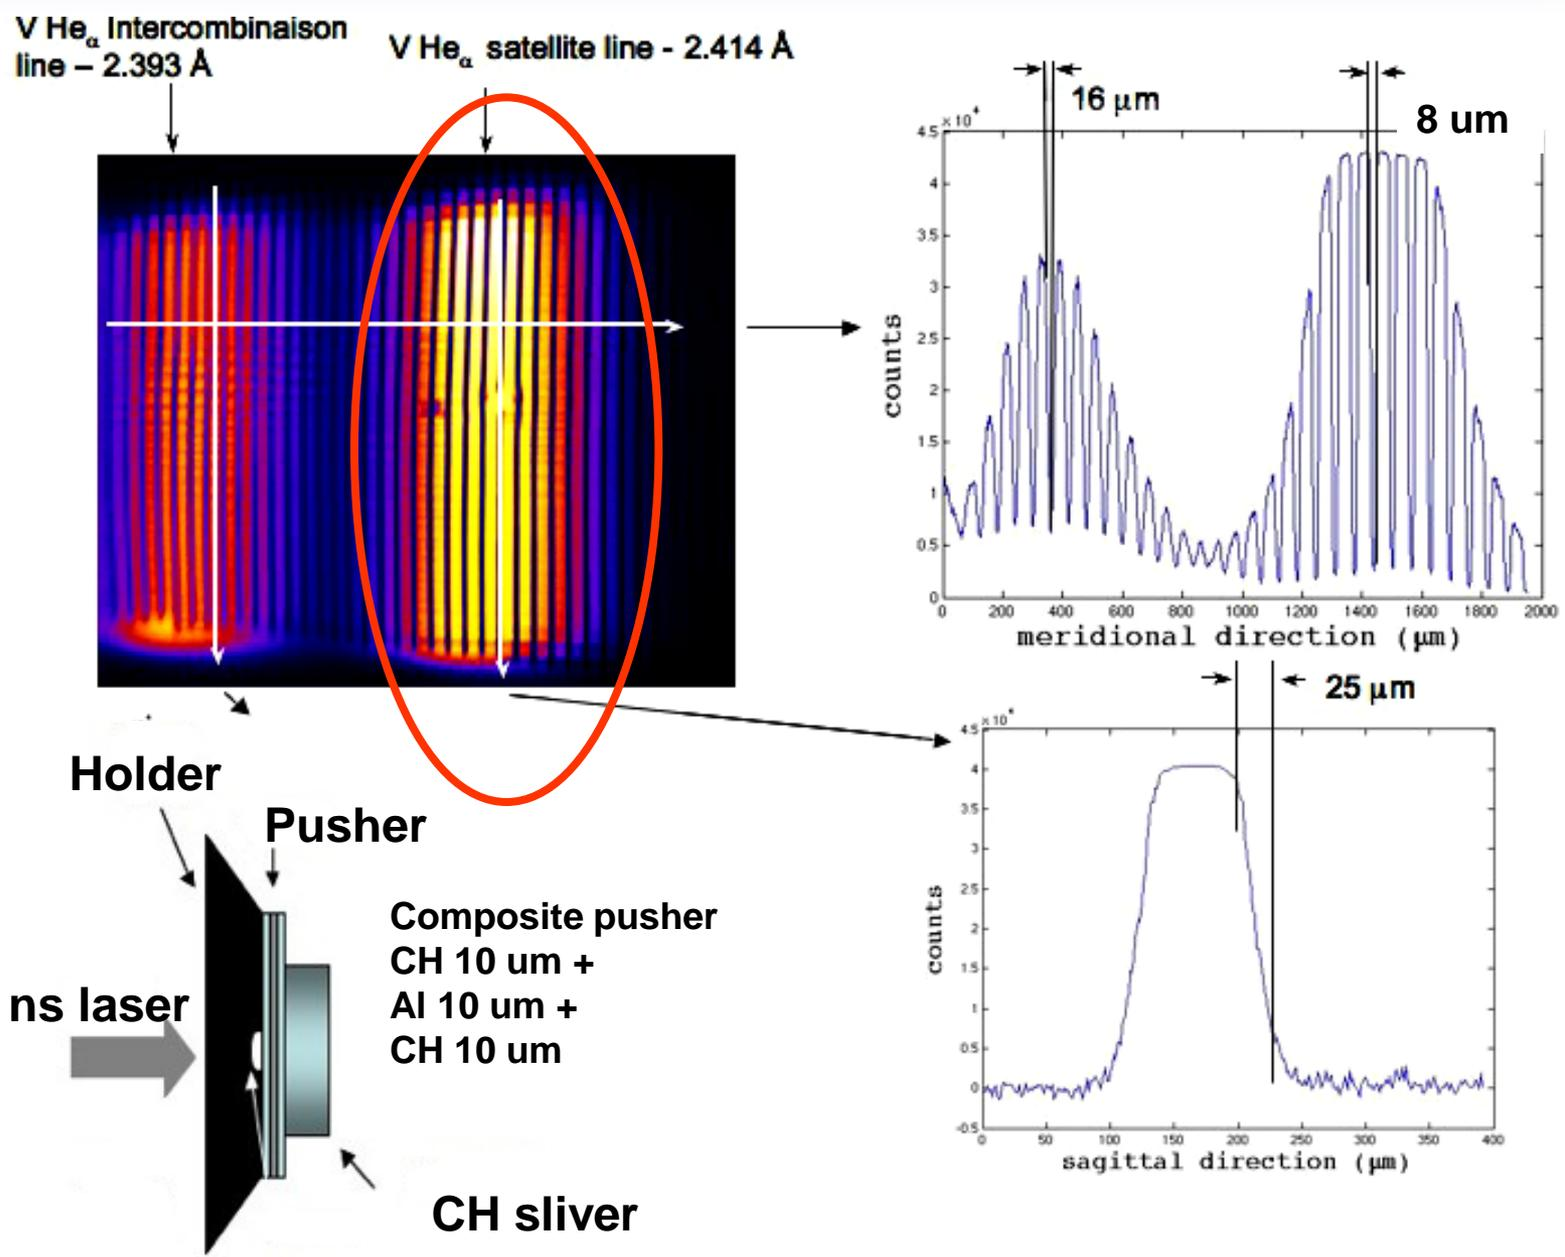 V Heα Intercombinaison
line – 2.393 Å
V Heα satellite line - 2.414 Å
16 μm
8 um
×10⁴
4.5
4
3.5
3
2.5
2
1.5
1
0.5
0
counts
0 200 400 600 800 1000 1200 1400 1600 1800 2000
meridional direction (μm)
25 μm
4.5
4
3.5
3
2.5
2
1.5
1
0.5
0
-0.5
counts
0 50 100 150 200 250 300 350 400
sagittal direction (μm)
Holder
Pusher
Composite pusher
CH 10 um +
Al 10 um +
CH 10 um
ns laser
CH sliver